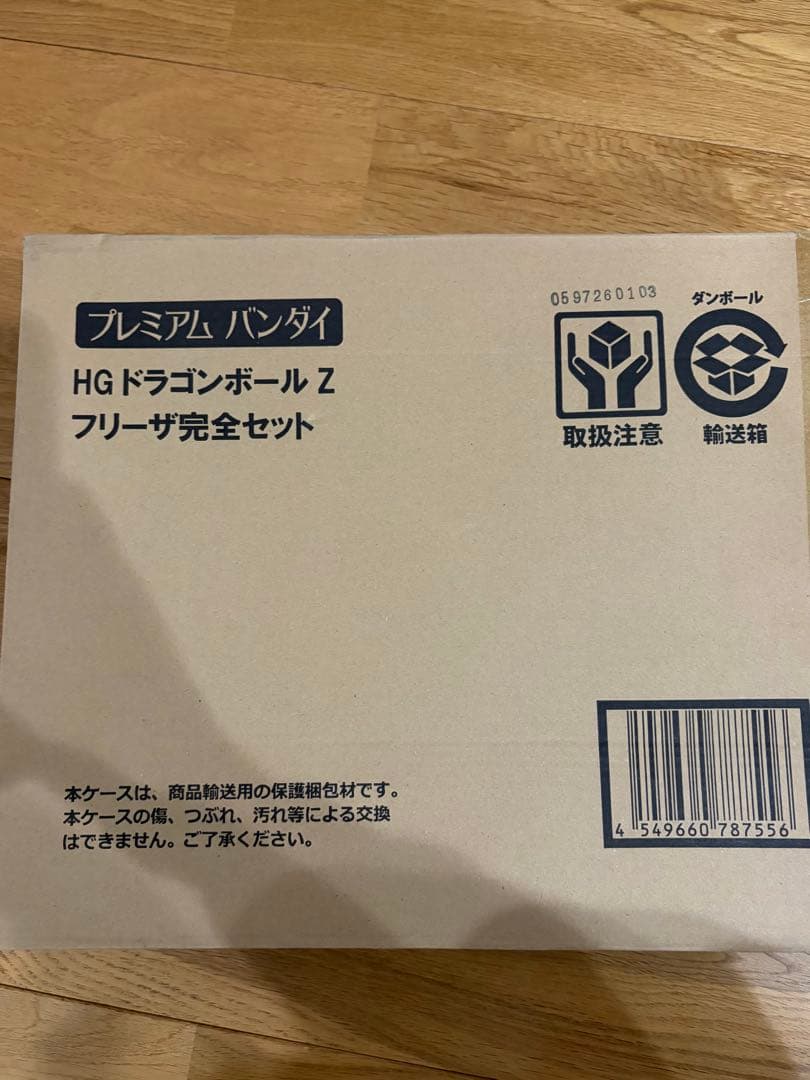 プレミアム バンダイ
HG ドラゴンボール Z
フリーザ完全セット
0597260103
取扱注意
ダンボール
輸送箱
本ケースは、商品輸送用の保護梱包材です。
本ケースの傷、つぶれ、汚れ等による交換
はできません。ご了承ください。
4 549660 787556